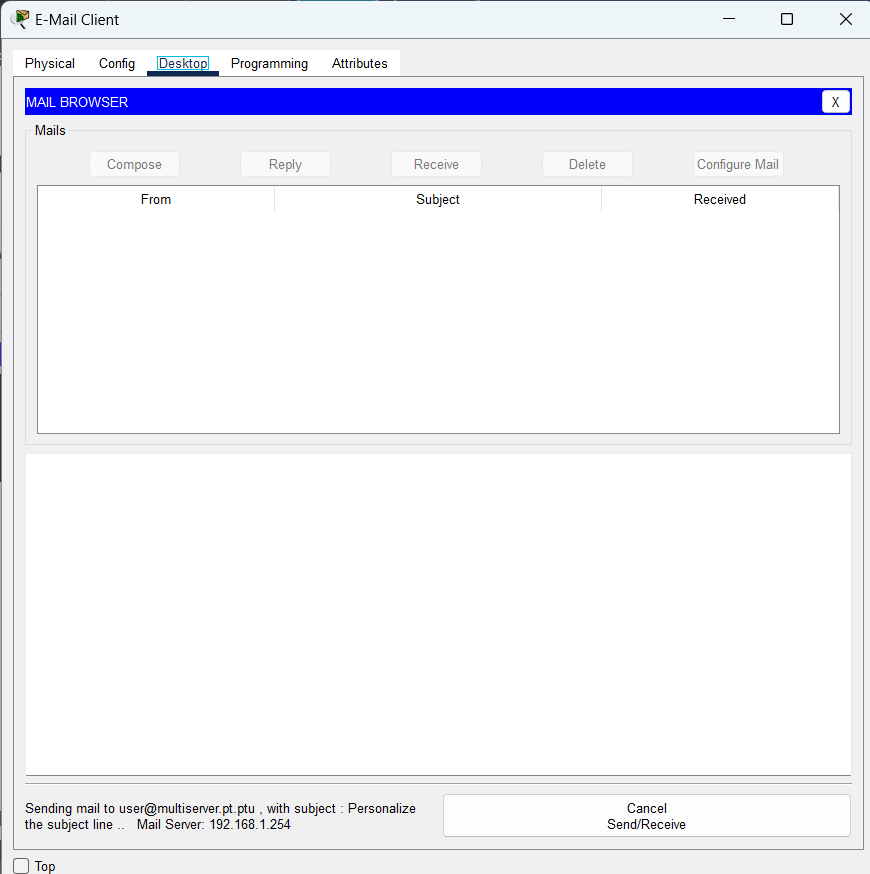 E-Mail Client
Physical Config Desktop Programming Attributes
MAIL BROWSER X
Mails
Compose Reply Receive Delete Configure Mail
From Subject Received
Sending mail to user@multiserver.pt.ptu , with subject : Personalize
the subject line .. Mail Server: 192.168.1.254
Cancel
Send/Receive
Top